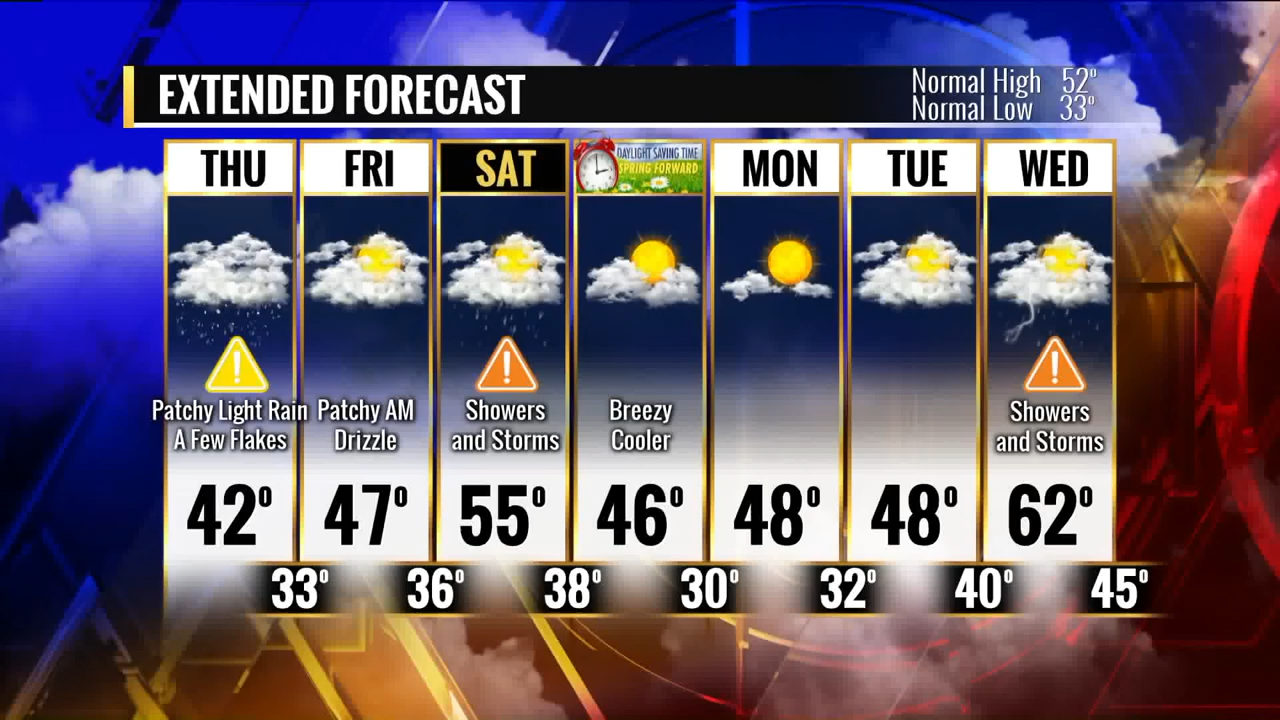 EXTENDED FORECAST
Normal High 52°
Normal Low 33°
THU
FRI
SAT
DAYLIGHT SAVING TIME
SPRING FORWARD
MON
TUE
WED
Patchy Light Rain
A Few Flakes
Patchy AM
Drizzle
Showers
and Storms
Breezy
Cooler
Showers
and Storms
42° 47° 55° 46° 48° 48° 62°
33° 36° 38° 30° 32° 40° 45°